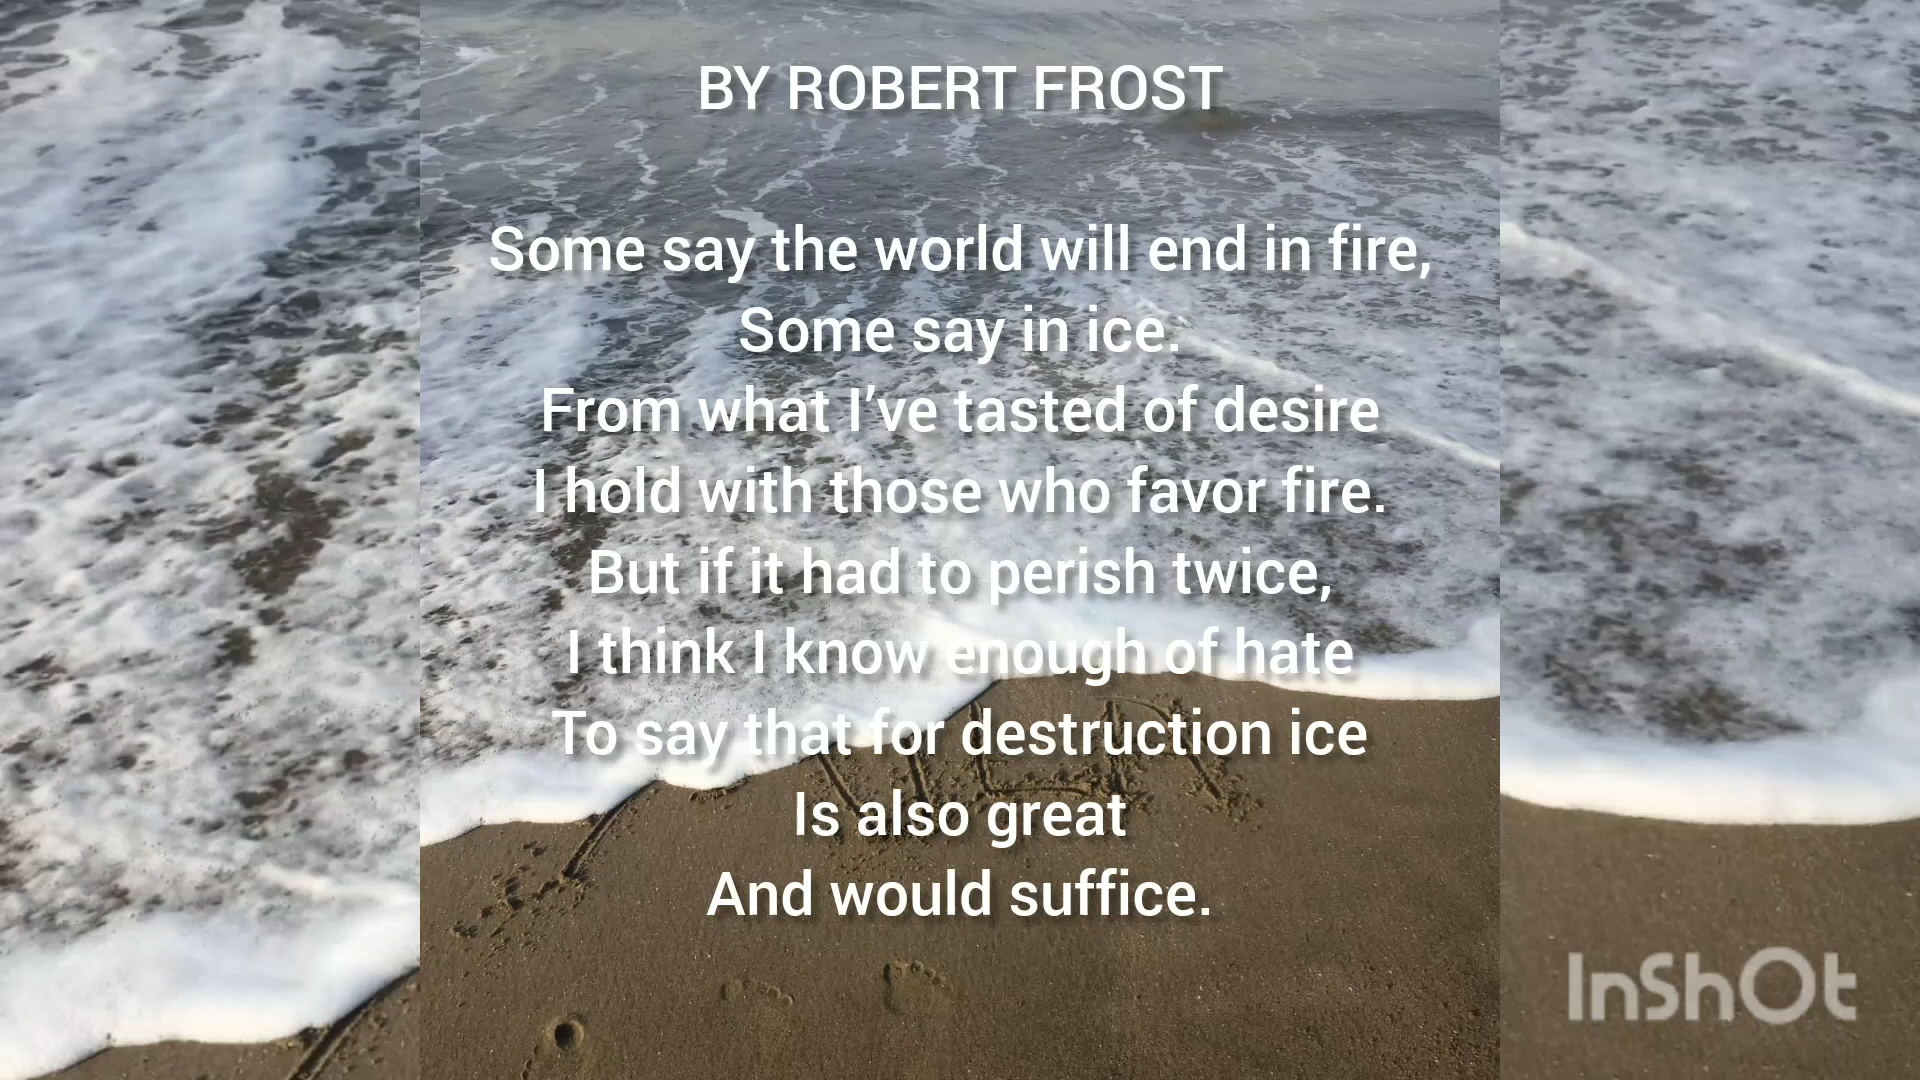 BY ROBERT FROST
Some say the world will end in fire,
Some say in ice.
From what I’ve tasted of desire
I hold with those who favor fire.
But if it had to perish twice,
I think I know enough of hate
To say that for destruction ice
Is also great
And would suffice.
InShOt